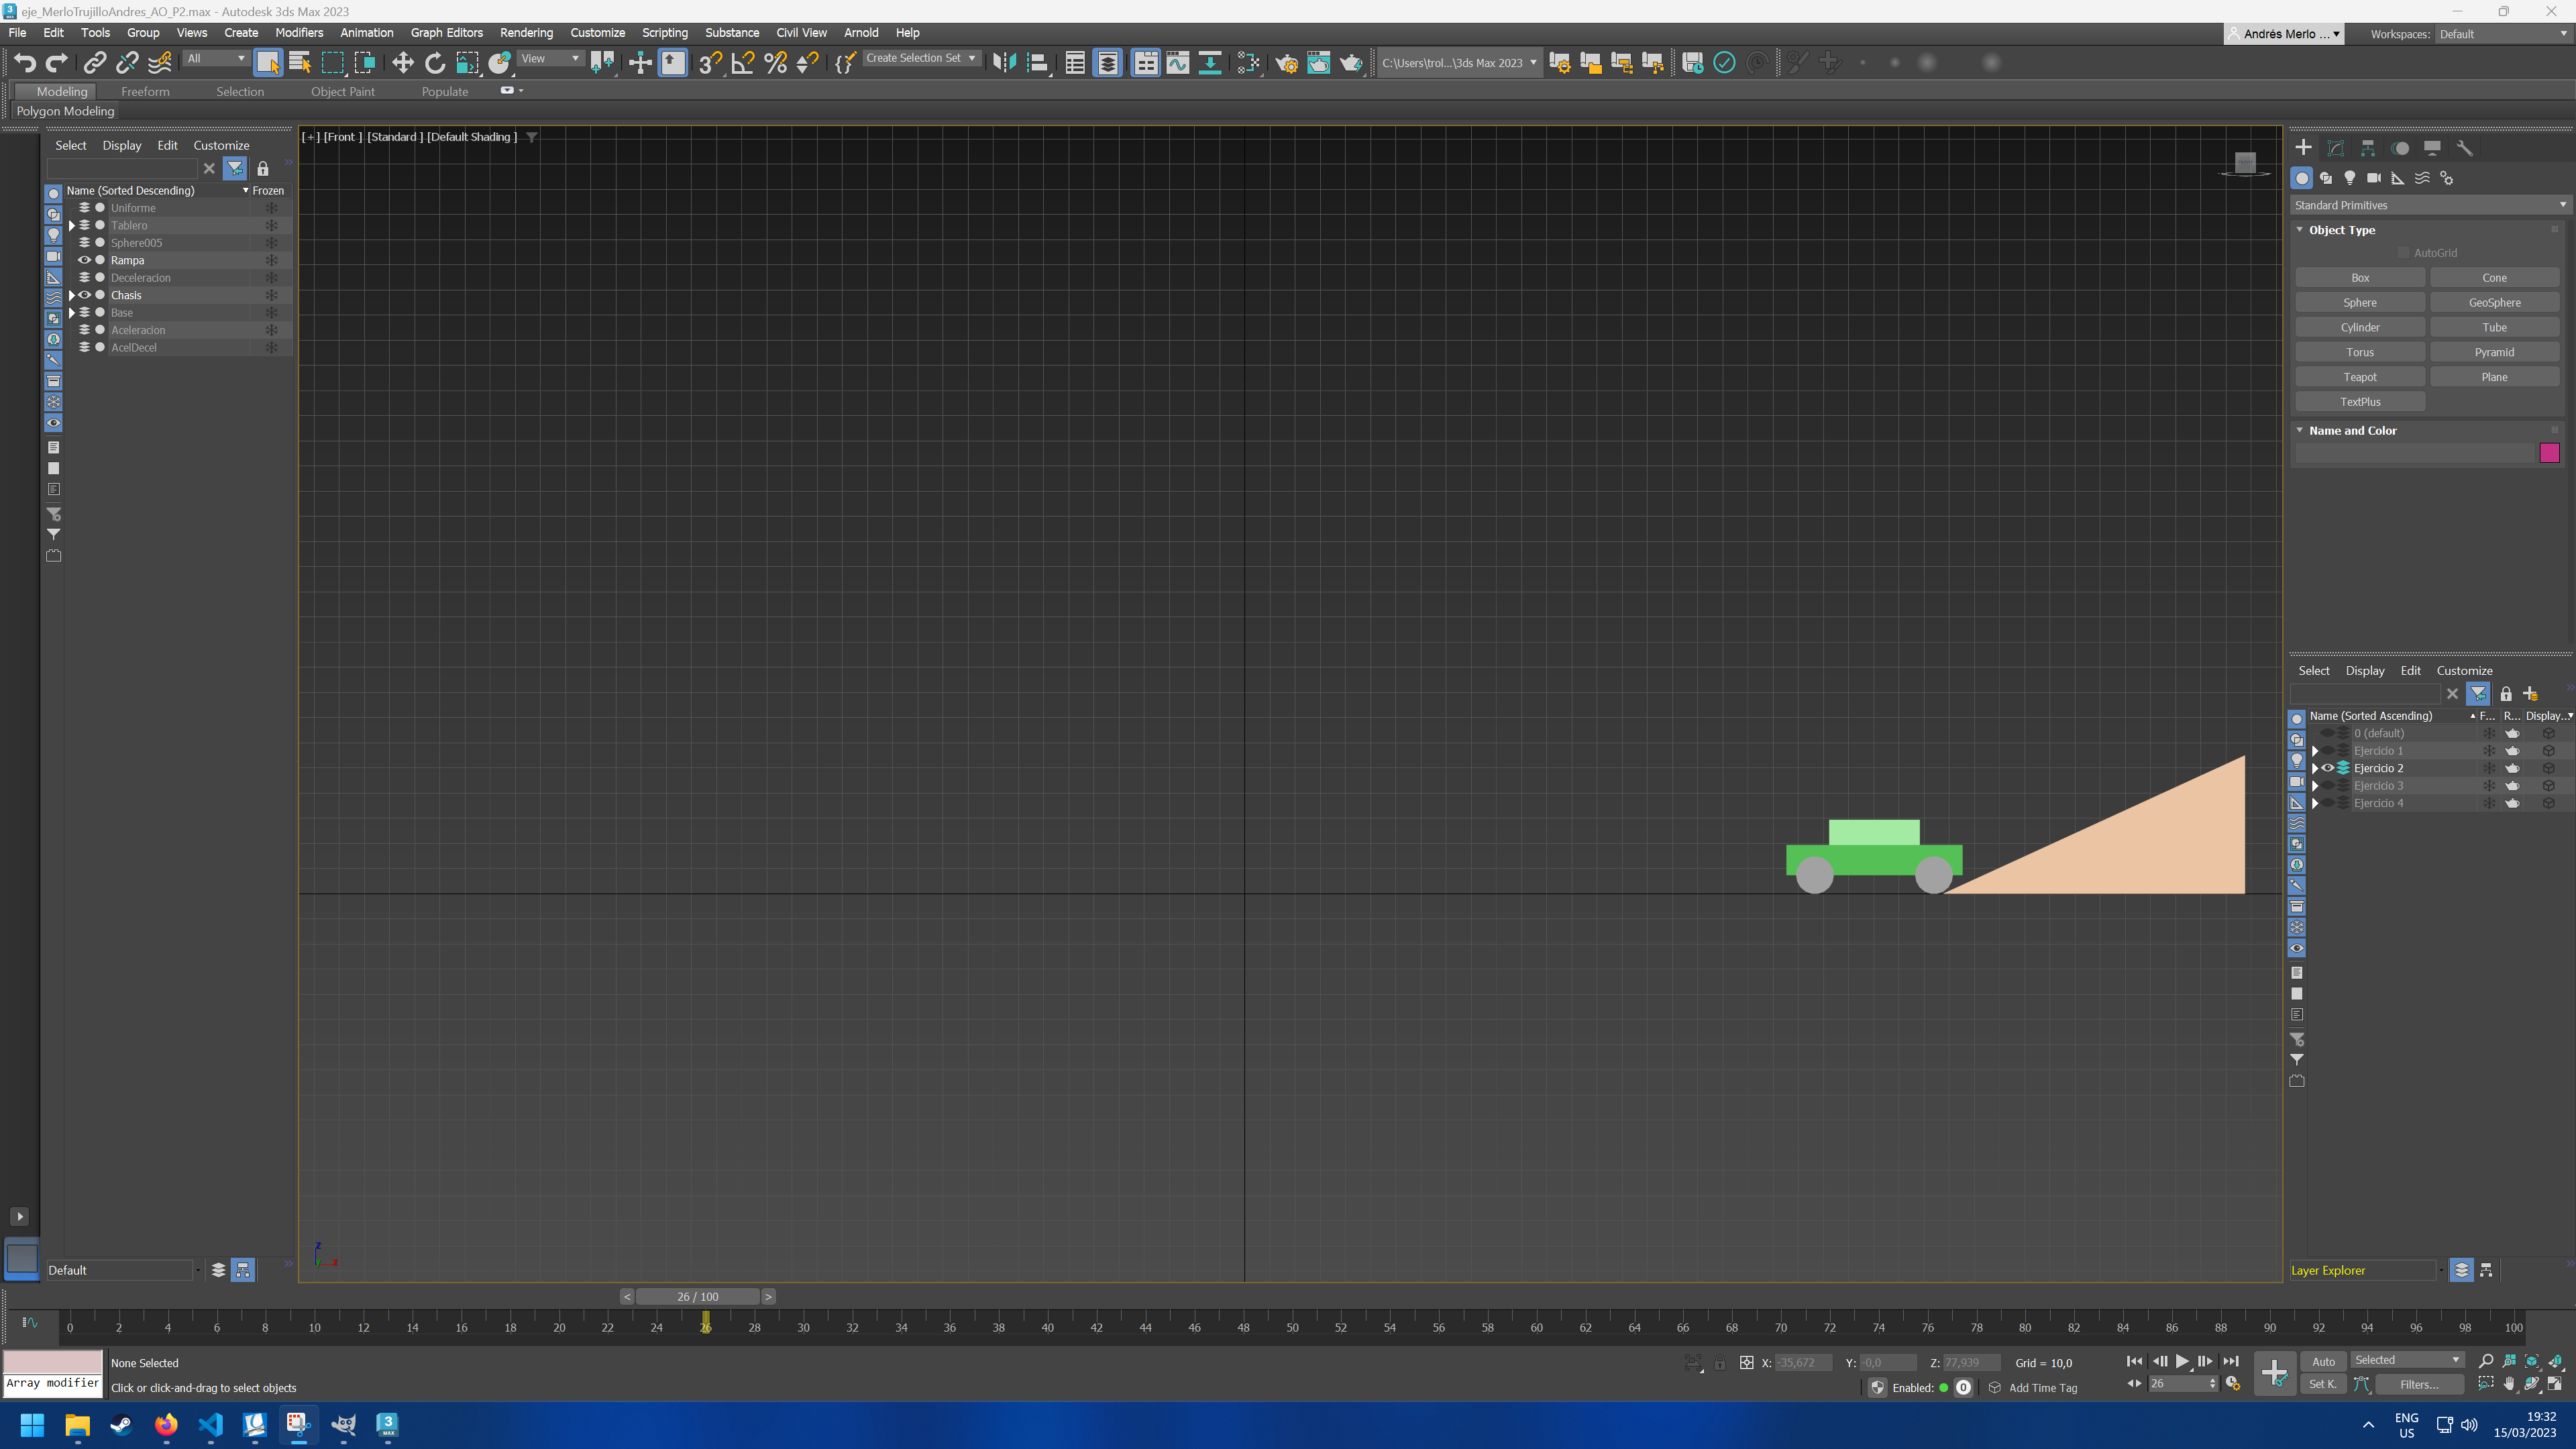 eje_MerloTrujilloAndres_AO_P2.max - Autodesk 3ds Max 2023
File Edit Tools Group Views Create Modifiers Animation Graph Editors Rendering Customize Scripting Substance Civil View Arnold Help
Andrés Merlo ... Workspaces: Default
All View Create Selection Set C:\Users\trol...\3ds Max 2023
Modeling Freeform Selection Object Paint Populate
Polygon Modeling
Select Display Edit Customize
Name (Sorted Descending) Frozen
Uniforme
Tablero
Sphere005
Rampa
Deceleracion
Chasis
Base
Aceleracion
AcelDecel
Default
[+] [Front ] [Standard ] [Default Shading ]
z
x
Standard Primitives
Object Type
AutoGrid
Box Cone
Sphere GeoSphere
Cylinder Tube
Torus Pyramid
Teapot Plane
TextPlus
Name and Color
Select Display Edit Customize
Name (Sorted Ascending) F... R... Display...
0 (default)
Ejercicio 1
Ejercicio 2
Ejercicio 3
Ejercicio 4
Layer Explorer
< 26 / 100 >
0 2 4 6 8 10 12 14 16 18 20 22 24 26 28 30 32 34 36 38 40 42 44 46 48 50 52 54 56 58 60 62 64 66 68 70 72 74 76 78 80 82 84 86 88 90 92 94 96 98 100
None Selected
Array modifier
Click or click-and-drag to select objects
X: -35,672 Y: -0,0 Z: 77,939 Grid = 10,0
Enabled: 0 Add Time Tag
26
Auto Selected
Set K. Filters...
ENG
US
19:32
15/03/2023